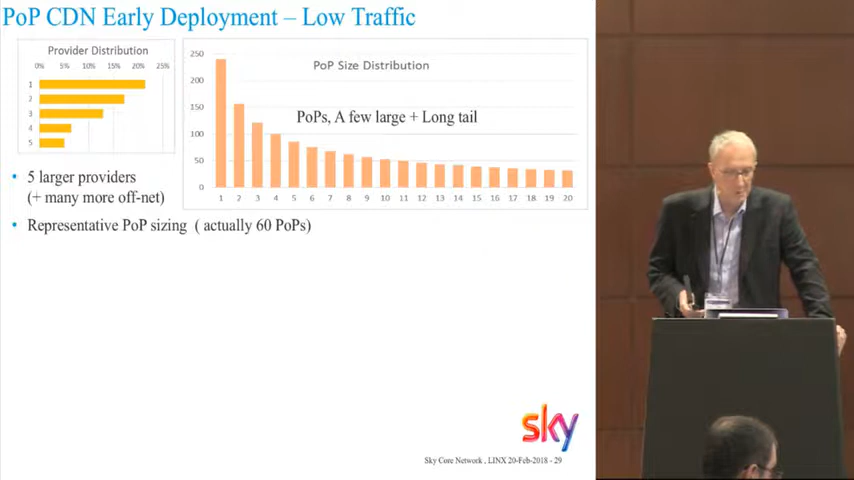 PoP CDN Early Deployment – Low Traffic
Provider Distribution
0% 5% 10% 15% 20% 25%
1
2
3
4
5
PoP Size Distribution
PoPs, A few large + Long tail
250
200
150
100
50
0
1 2 3 4 5 6 7 8 9 10 11 12 13 14 15 16 17 18 19 20
• 5 larger providers
(+ many more off-net)
• Representative PoP sizing ( actually 60 PoPs)
sky
Sky Core Network , LINX 20-Feb-2018 - 29